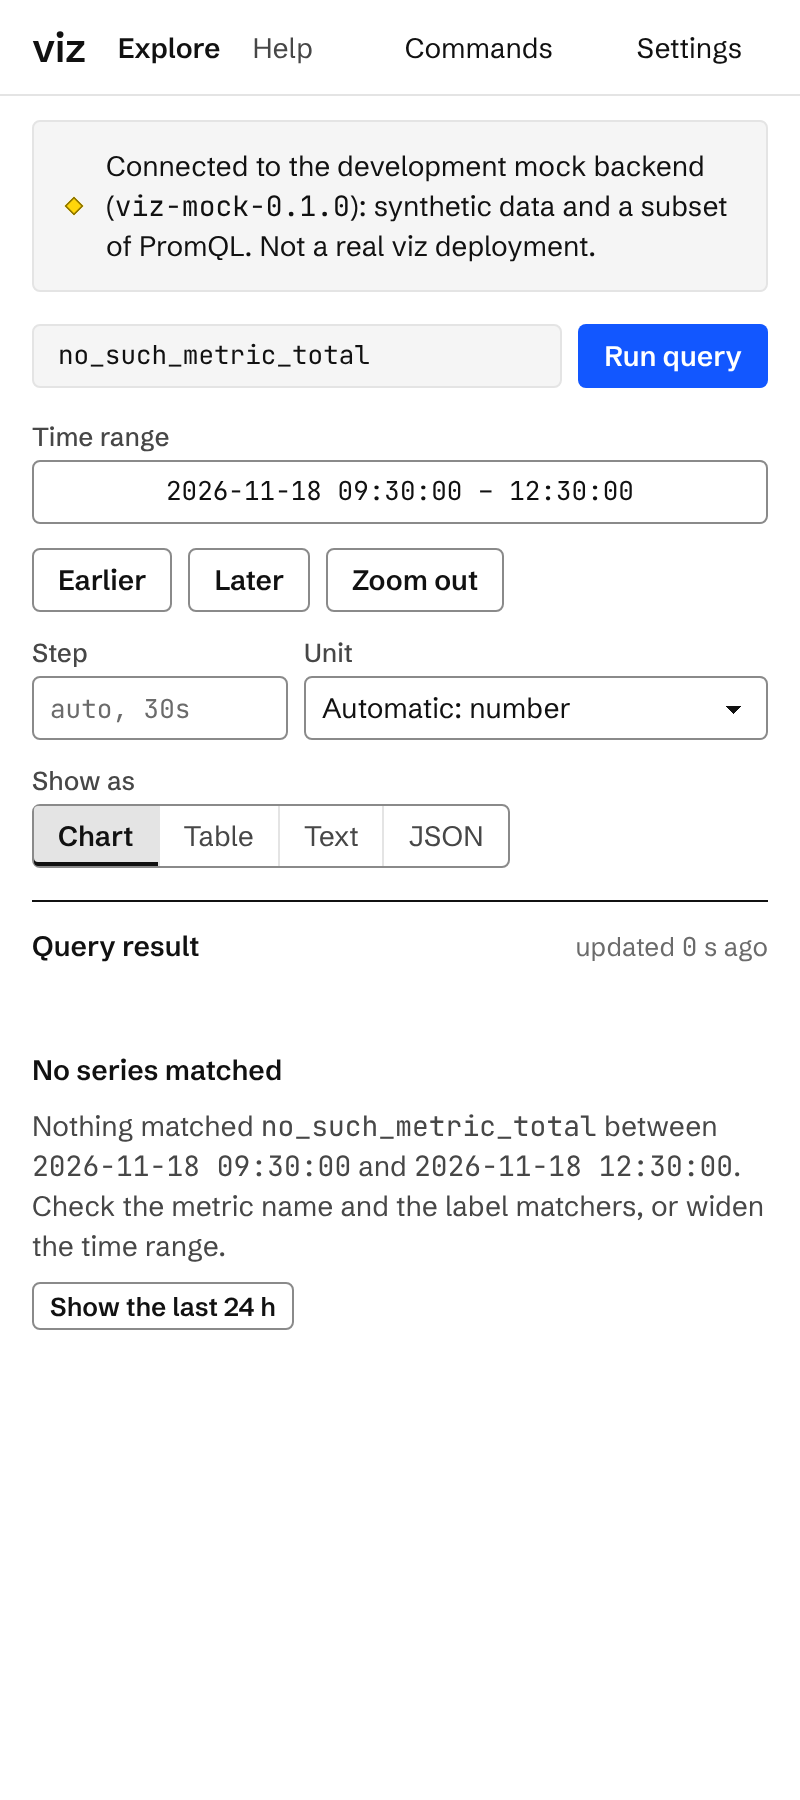 viz Explore Help Commands Settings
Connected to the development mock backend
(viz-mock-0.1.0): synthetic data and a subset
of PromQL. Not a real viz deployment.
no_such_metric_total Run query
Time range
2026-11-18 09:30:00 – 12:30:00
Earlier Later Zoom out
Step Unit
auto, 30s Automatic: number
Show as
Chart Table Text JSON
Query result updated 0 s ago
No series matched
Nothing matched no_such_metric_total between
2026-11-18 09:30:00 and 2026-11-18 12:30:00.
Check the metric name and the label matchers, or widen
the time range.
Show the last 24 h